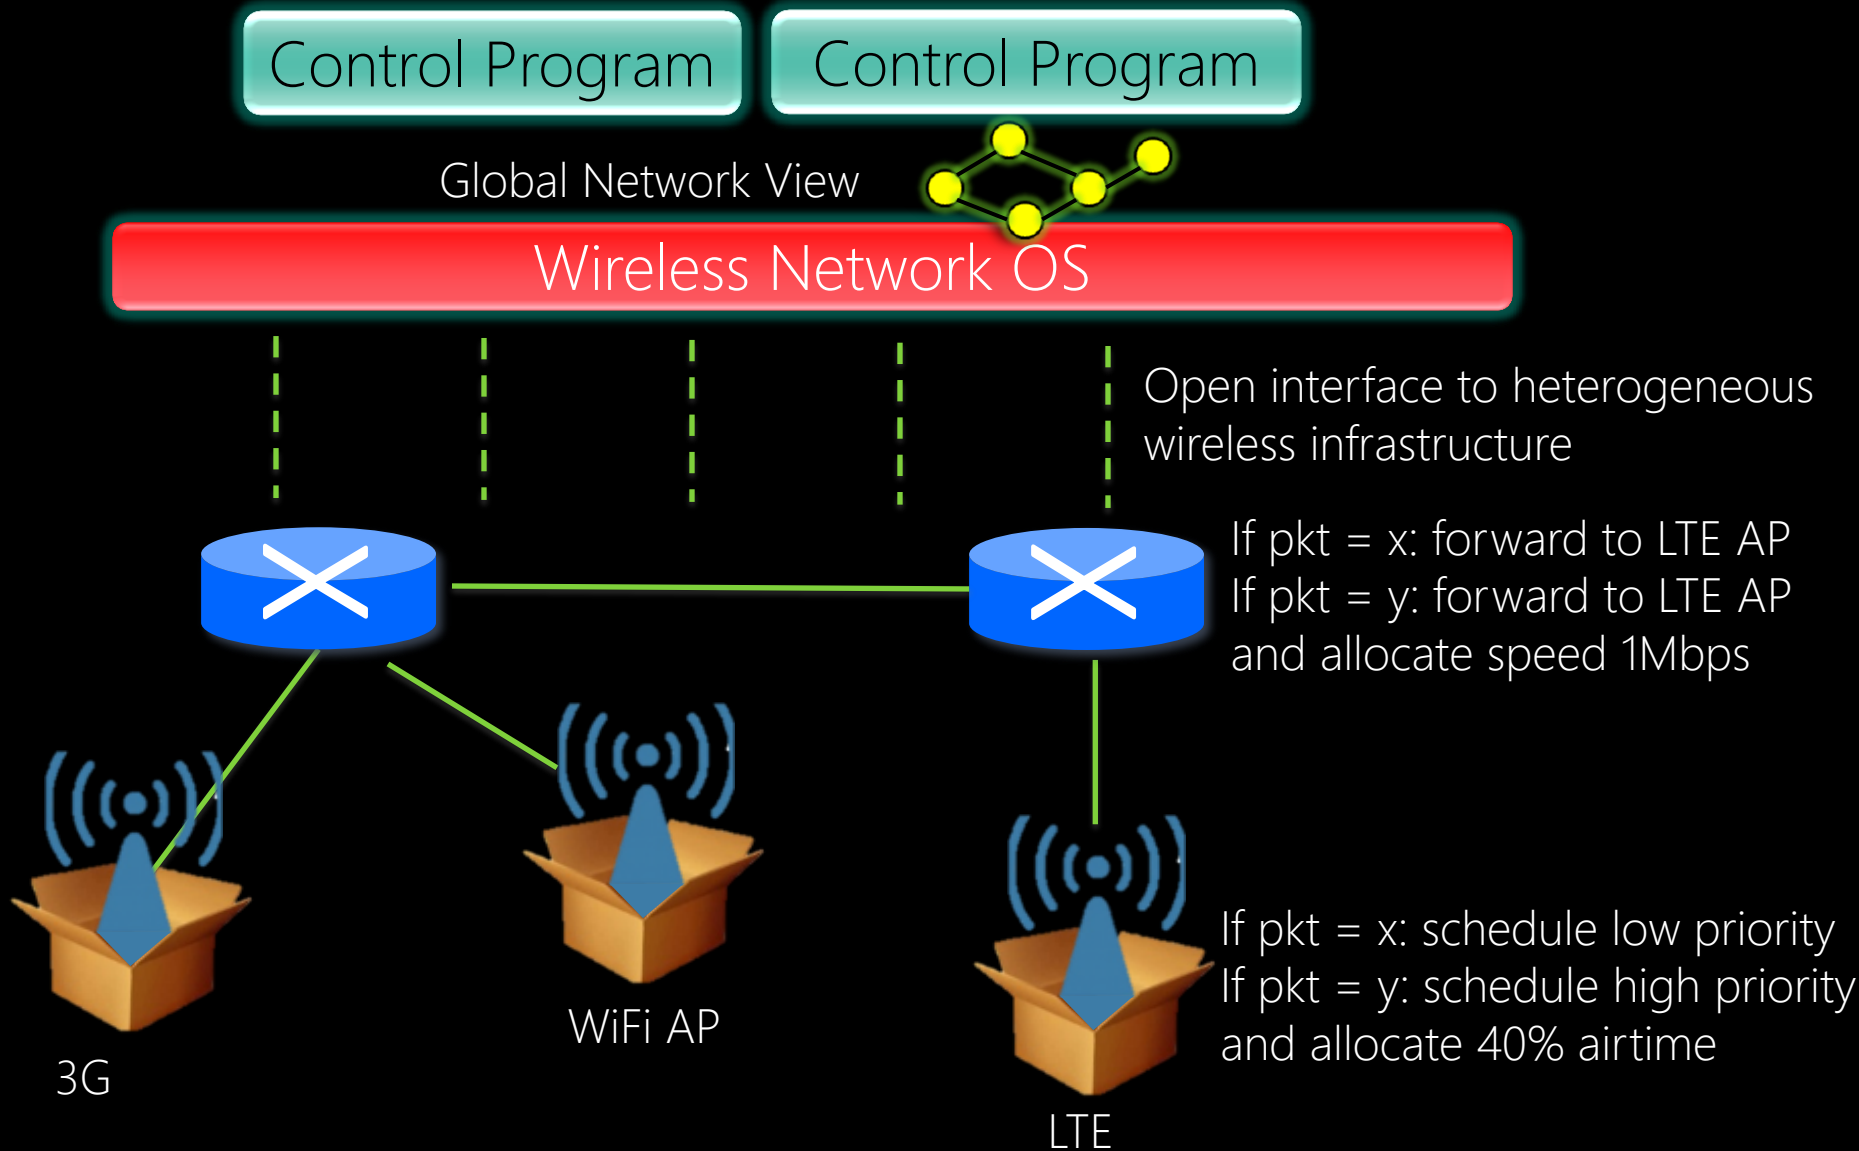 Control Program
Control Program
Global Network View
Wireless Network OS
Open interface to heterogeneous
wireless infrastructure
If pkt = x: forward to LTE AP
If pkt = y: forward to LTE AP
and allocate speed 1Mbps
If pkt = x: schedule low priority
If pkt = y: schedule high priority
and allocate 40% airtime
WiFi AP
3G
LTE